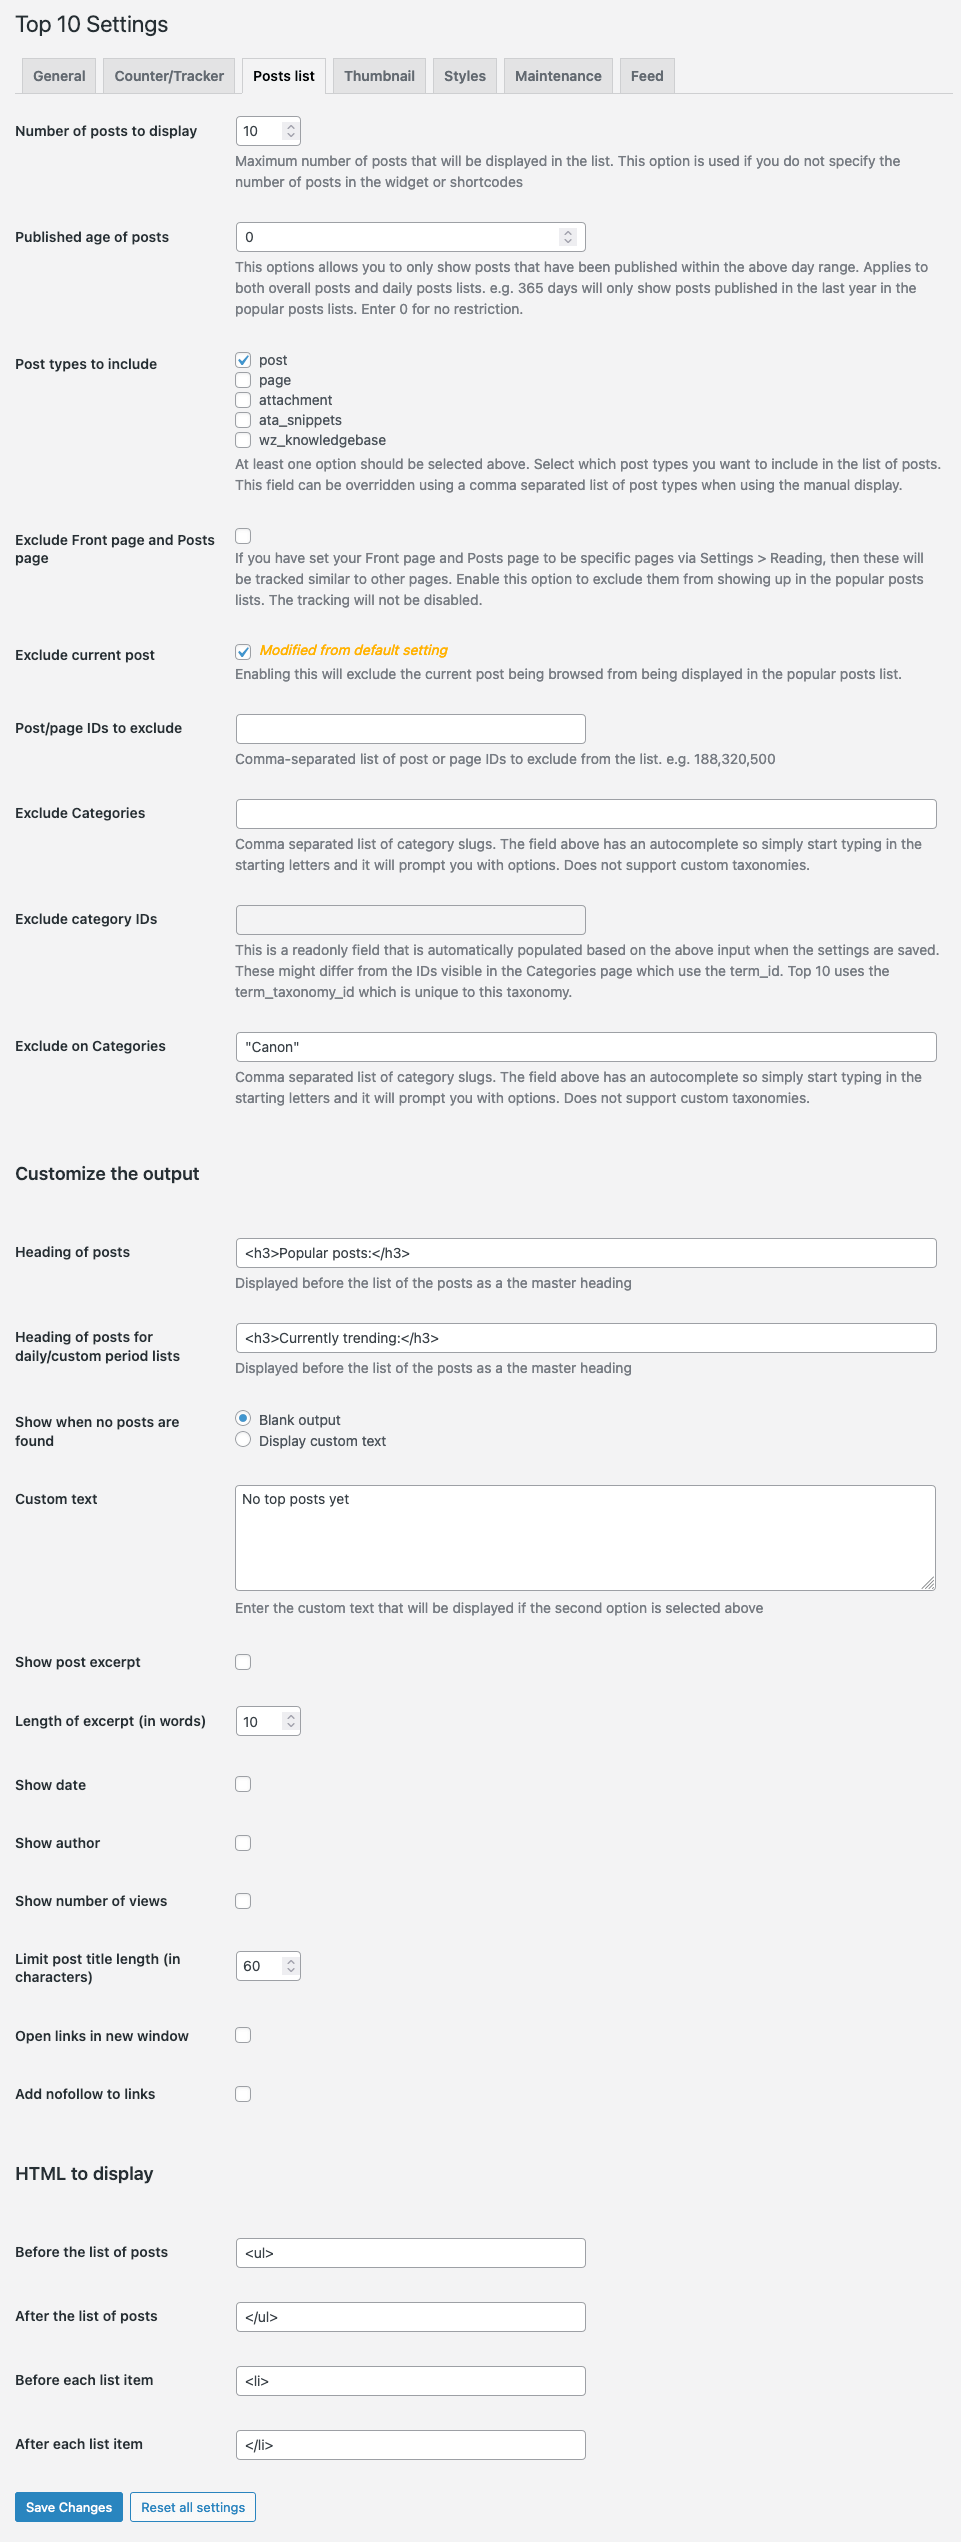 Top 10 Settings
General Counter/Tracker Posts list Thumbnail Styles Maintenance Feed
Number of posts to display
10
Maximum number of posts that will be displayed in the list. This option is used if you do not specify the
number of posts in the widget or shortcodes
Published age of posts
0
This options allows you to only show posts that have been published within the above day range. Applies to
both overall posts and daily posts lists. e.g. 365 days will only show posts published in the last year in the
popular posts lists. Enter 0 for no restriction.
Post types to include
post
page
attachment
ata_snippets
wz_knowledgebase
At least one option should be selected above. Select which post types you want to include in the list of posts.
This field can be overridden using a comma separated list of post types when using the manual display.
Exclude Front page and Posts
page
If you have set your Front page and Posts page to be specific pages via Settings > Reading, then these will
be tracked similar to other pages. Enable this option to exclude them from showing up in the popular posts
lists. The tracking will not be disabled.
Exclude current post
Modified from default setting
Enabling this will exclude the current post being browsed from being displayed in the popular posts list.
Post/page IDs to exclude
Comma-separated list of post or page IDs to exclude from the list. e.g. 188,320,500
Exclude Categories
Comma separated list of category slugs. The field above has an autocomplete so simply start typing in the
starting letters and it will prompt you with options. Does not support custom taxonomies.
Exclude category IDs
This is a readonly field that is automatically populated based on the above input when the settings are saved.
These might differ from the IDs visible in the Categories page which use the term_id. Top 10 uses the
term_taxonomy_id which is unique to this taxonomy.
Exclude on Categories
"Canon"
Comma separated list of category slugs. The field above has an autocomplete so simply start typing in the
starting letters and it will prompt you with options. Does not support custom taxonomies.
Customize the output
Heading of posts
<h3>Popular posts:</h3>
Displayed before the list of the posts as a the master heading
Heading of posts for
daily/custom period lists
<h3>Currently trending:</h3>
Displayed before the list of the posts as a the master heading
Show when no posts are
found
Blank output
Display custom text
Custom text
No top posts yet
Enter the custom text that will be displayed if the second option is selected above
Show post excerpt
Length of excerpt (in words)
10
Show date
Show author
Show number of views
Limit post title length (in
characters)
60
Open links in new window
Add nofollow to links
HTML to display
Before the list of posts
<ul>
After the list of posts
</ul>
Before each list item
<li>
After each list item
</li>
Save Changes Reset all settings